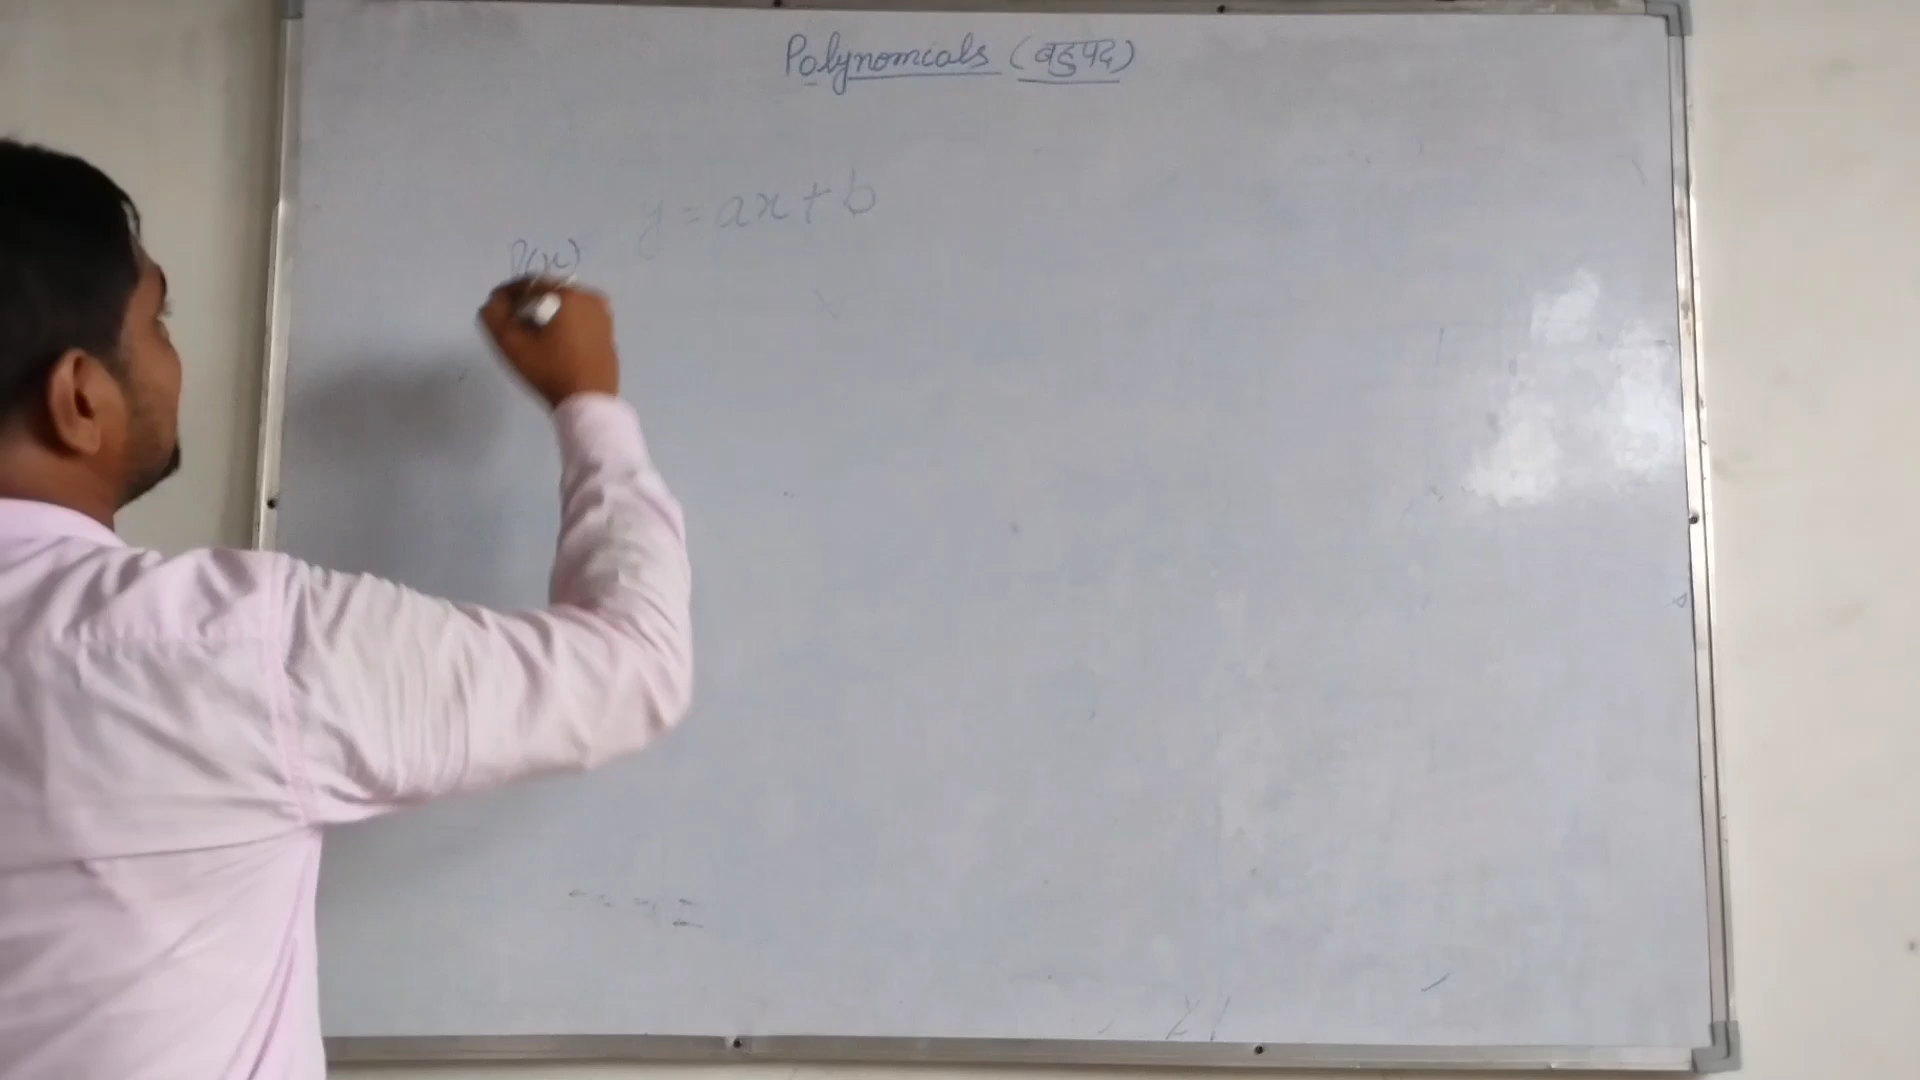 Polynomials (बहुपद)
y = ax + b
P(x)